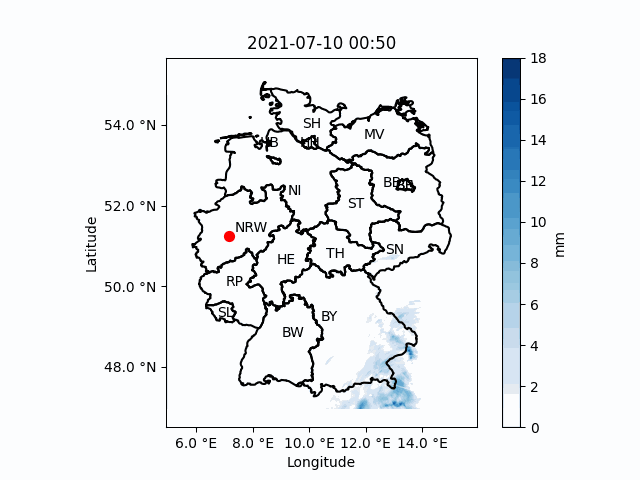 2021-07-10 00:50
18
16
14
12
10
8
6
4
2
0
mm
54.0 °N
52.0 °N
50.0 °N
48.0 °N
Latitude
SH
MV
HB
HH
NI
BB
BE
ST
NRW
HE
TH
SN
RP
SL
BY
BW
6.0 °E
8.0 °E
10.0 °E
12.0 °E
14.0 °E
Longitude